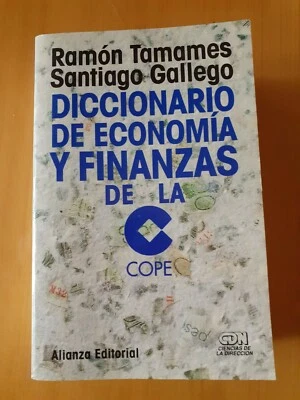 Ramón Tamames
Santiago Gallego
DICCIONARIO
DE ECONOMÍA
Y FINANZAS
DE LA
COPE
Alianza Editorial
CDN
CIENCIAS DE
LA DIRECCIÓN